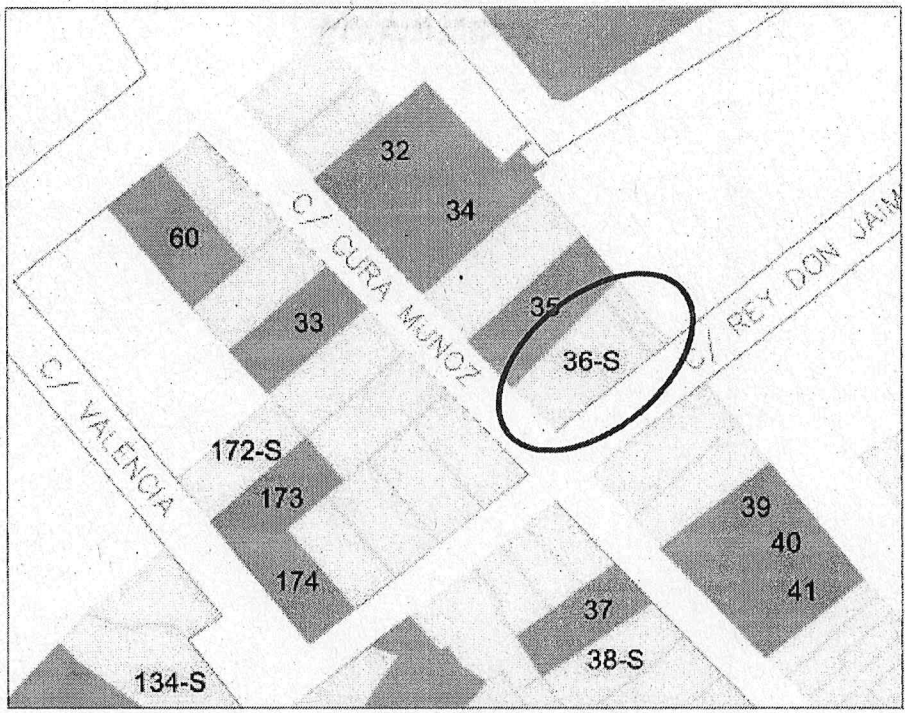 32
34
60
C/ CURA MUNOZ
35
33
36-S
C/ REY DON JAIM
C/ VALENCIA
172-S
173
39
40
174
41
37
38-S
134-S